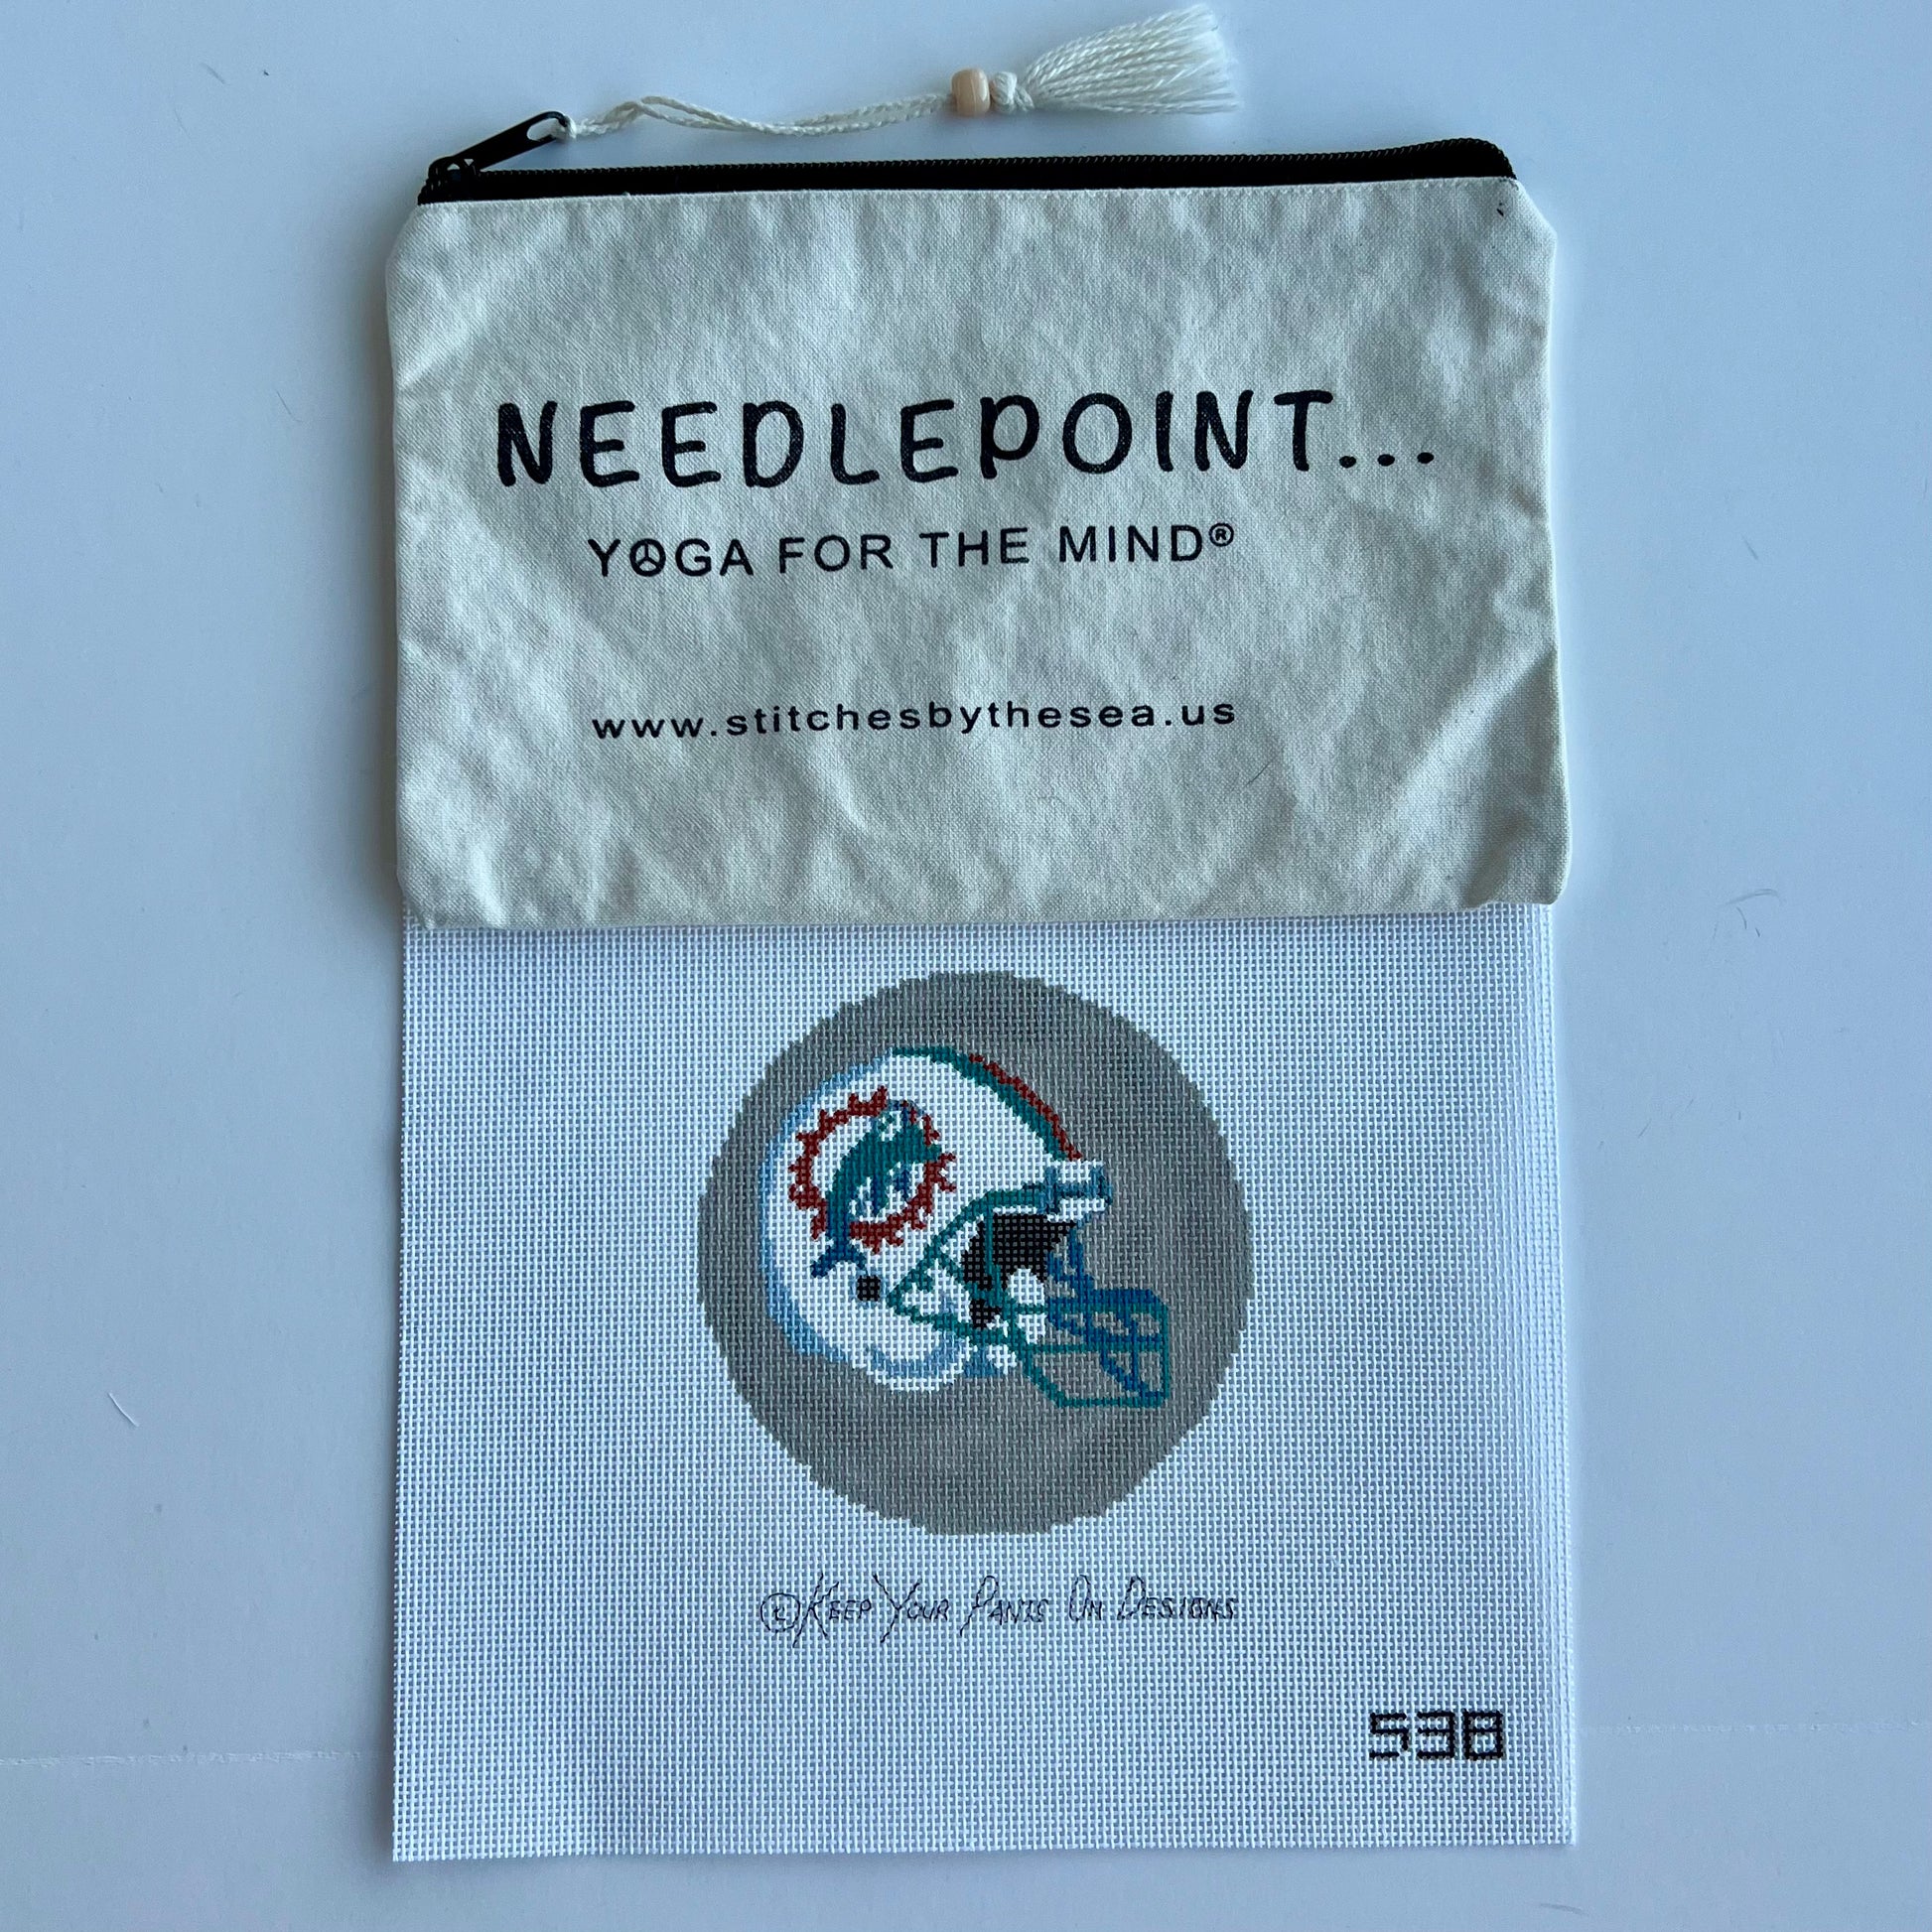 NEEDLEPOINT...
YOGA FOR THE MIND®
www.stitchesbythesea.us
©KEEP YOUR PANTS ON DESIGNS
538